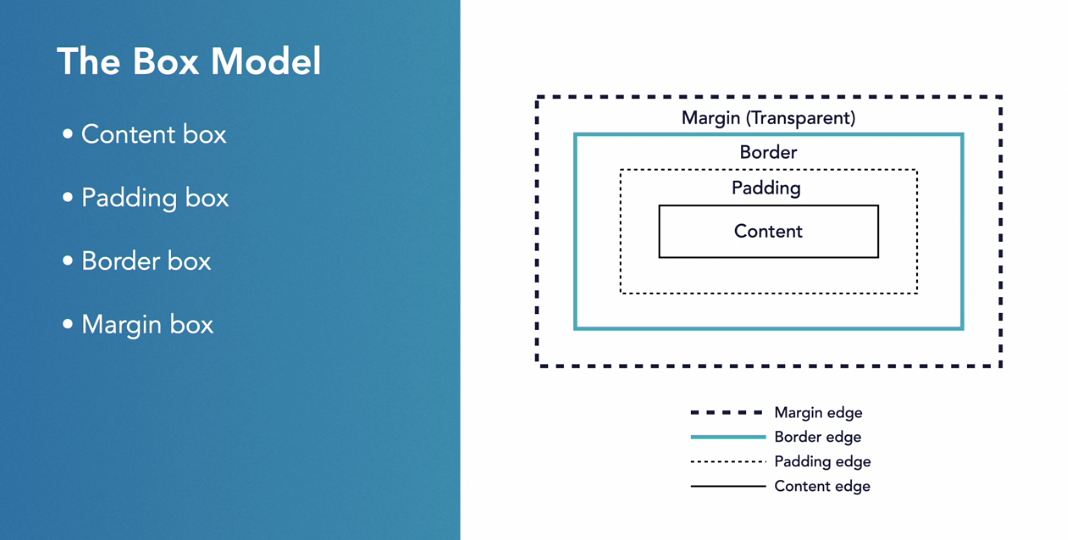 The Box Model
• Content box
• Padding box
• Border box
• Margin box
Margin (Transparent)
Border
Padding
Content
Margin edge
Border edge
Padding edge
Content edge